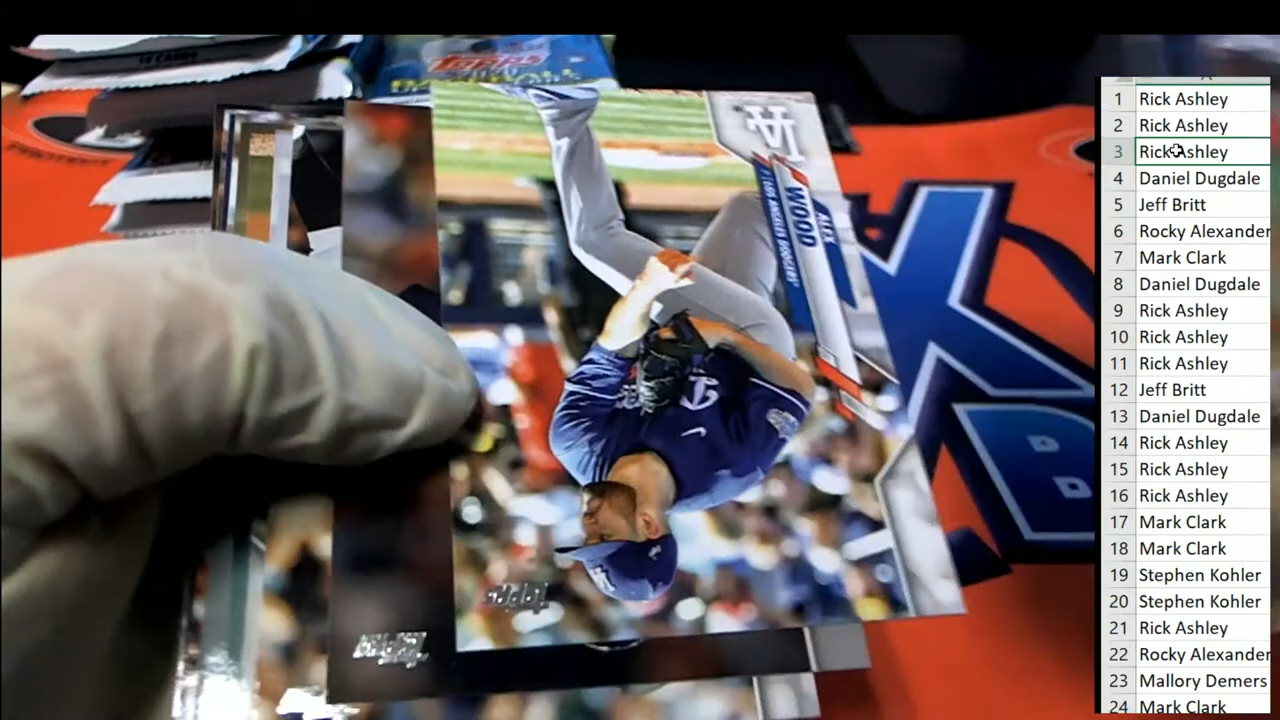 Topps
BASEBALL
LA
ALEX
WOOD
P | LOS ANGELES DODGERS
Topps
K
B
A
1 Rick Ashley
2 Rick Ashley
3 Rick Ashley
4 Daniel Dugdale
5 Jeff Britt
6 Rocky Alexander
7 Mark Clark
8 Daniel Dugdale
9 Rick Ashley
10 Rick Ashley
11 Rick Ashley
12 Jeff Britt
13 Daniel Dugdale
14 Rick Ashley
15 Rick Ashley
16 Rick Ashley
17 Mark Clark
18 Mark Clark
19 Stephen Kohler
20 Stephen Kohler
21 Rick Ashley
22 Rocky Alexander
23 Mallory Demers
24 Mark Clark